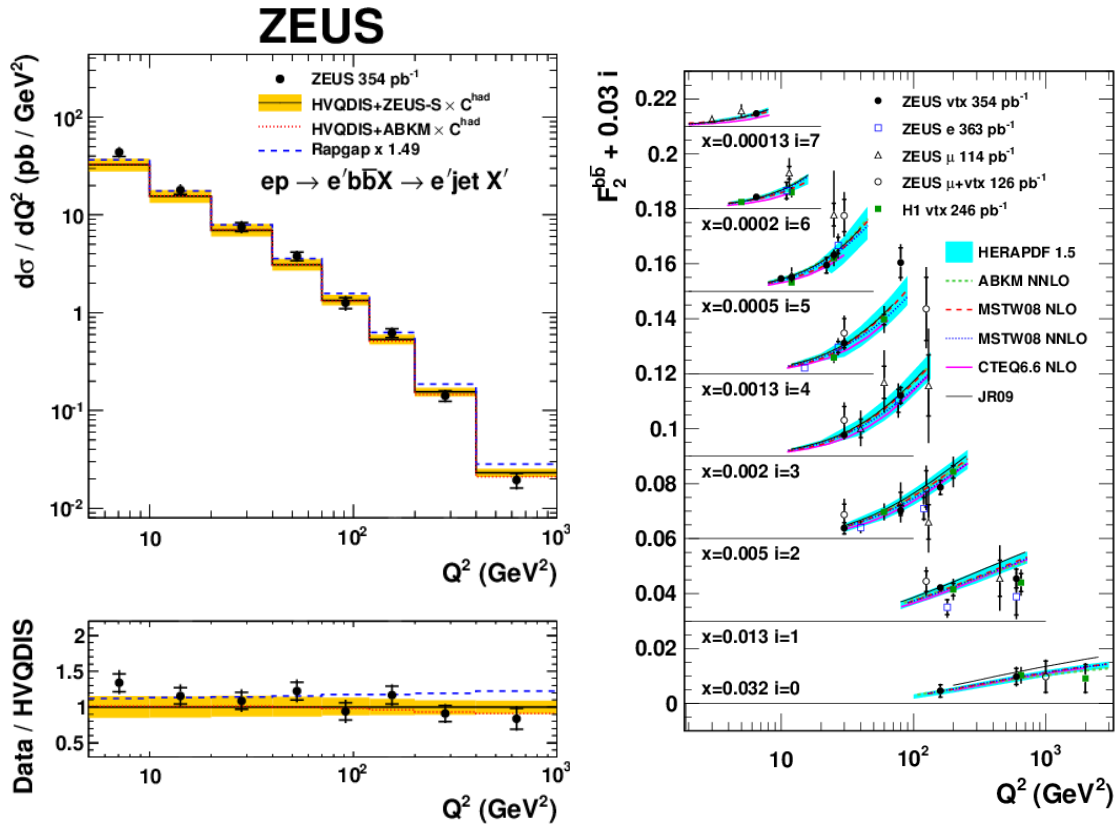 ZEUS
dσ / dQ² (pb / GeV²)
10²
10
1
10⁻¹
10⁻²
ZEUS 354 pb⁻¹
HVQDIS+ZEUS-S × C^had
HVQDIS+ABKM × C^had
Rapgap x 1.49
ep → e′bb̅X → e′jet X′
10
10²
10³
Q² (GeV²)
Data / HVQDIS
2
1.5
1
0.5
10
10²
10³
Q² (GeV²)
F₂^bb̅ + 0.03 i
0.22
0.2
0.18
0.16
0.14
0.12
0.1
0.08
0.06
0.04
0.02
0
ZEUS vtx 354 pb⁻¹
ZEUS e 363 pb⁻¹
ZEUS μ 114 pb⁻¹
ZEUS μ+vtx 126 pb⁻¹
H1 vtx 246 pb⁻¹
HERAPDF 1.5
ABKM NNLO
MSTW08 NLO
MSTW08 NNLO
CTEQ6.6 NLO
JR09
x=0.00013 i=7
x=0.0002 i=6
x=0.0005 i=5
x=0.0013 i=4
x=0.002 i=3
x=0.005 i=2
x=0.013 i=1
x=0.032 i=0
10
10²
10³
Q² (GeV²)